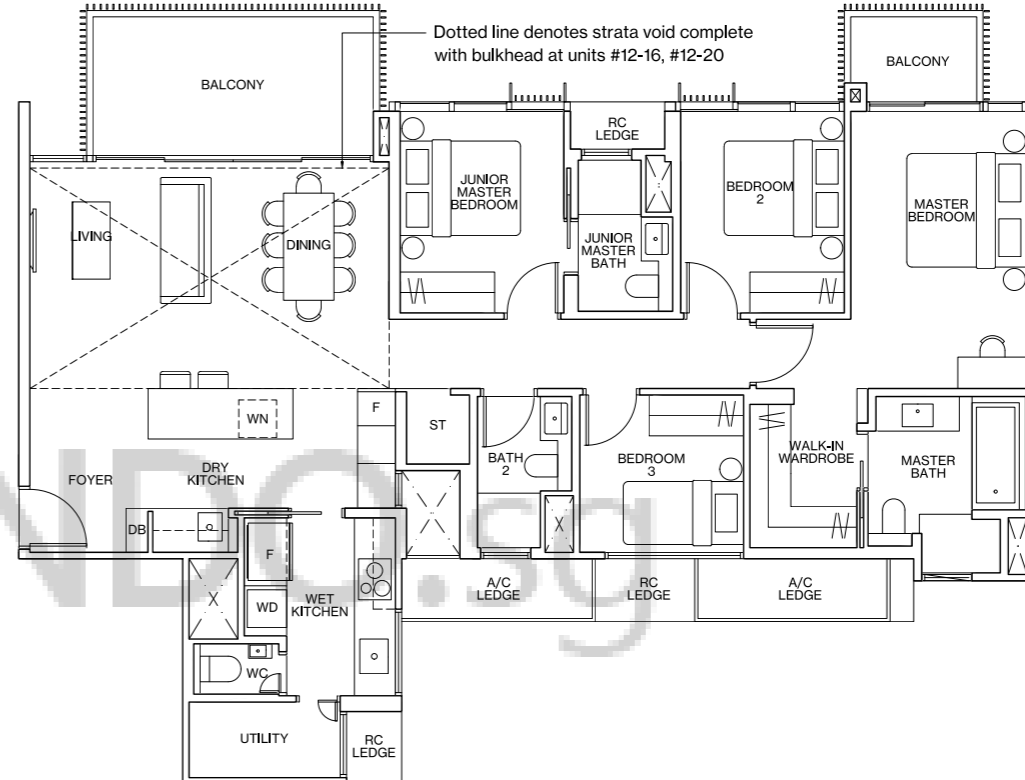 Dotted line denotes strata void complete
with bulkhead at units #12-16, #12-20
BALCONY
BALCONY
RC
LEDGE
JUNIOR
MASTER
BEDROOM
BEDROOM
2
MASTER
BEDROOM
LIVING
DINING
JUNIOR
MASTER
BATH
WN
F
ST
BATH
2
BEDROOM
3
WALK-IN
WARDROBE
MASTER
BATH
FOYER
DRY
KITCHEN
DB
F
WD
WET
KITCHEN
A/C
LEDGE
RC
LEDGE
A/C
LEDGE
WC
UTILITY
RC
LEDGE
NDO.sg